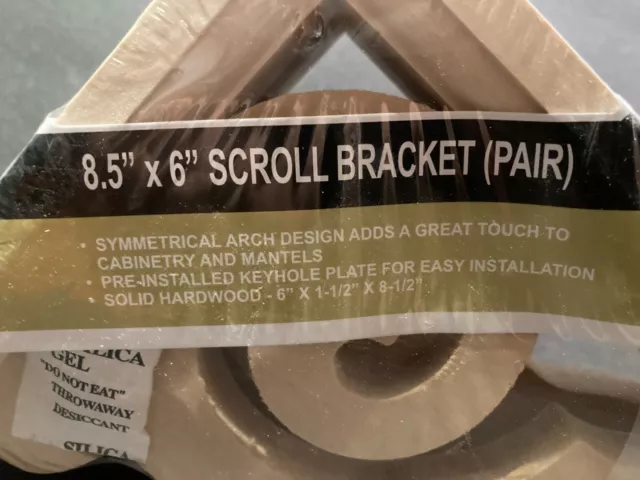 8.5” x 6” SCROLL BRACKET (PAIR)
• SYMMETRICAL ARCH DESIGN ADDS A GREAT TOUCH TO
CABINETRY AND MANTELS
• PRE-INSTALLED KEYHOLE PLATE FOR EASY INSTALLATION
• SOLID HARDWOOD - 6” X 1-1/2” X 8-1/2”
SILICA
GEL
"DO NOT EAT"
THROWAWAY
DESICCANT
SILICA